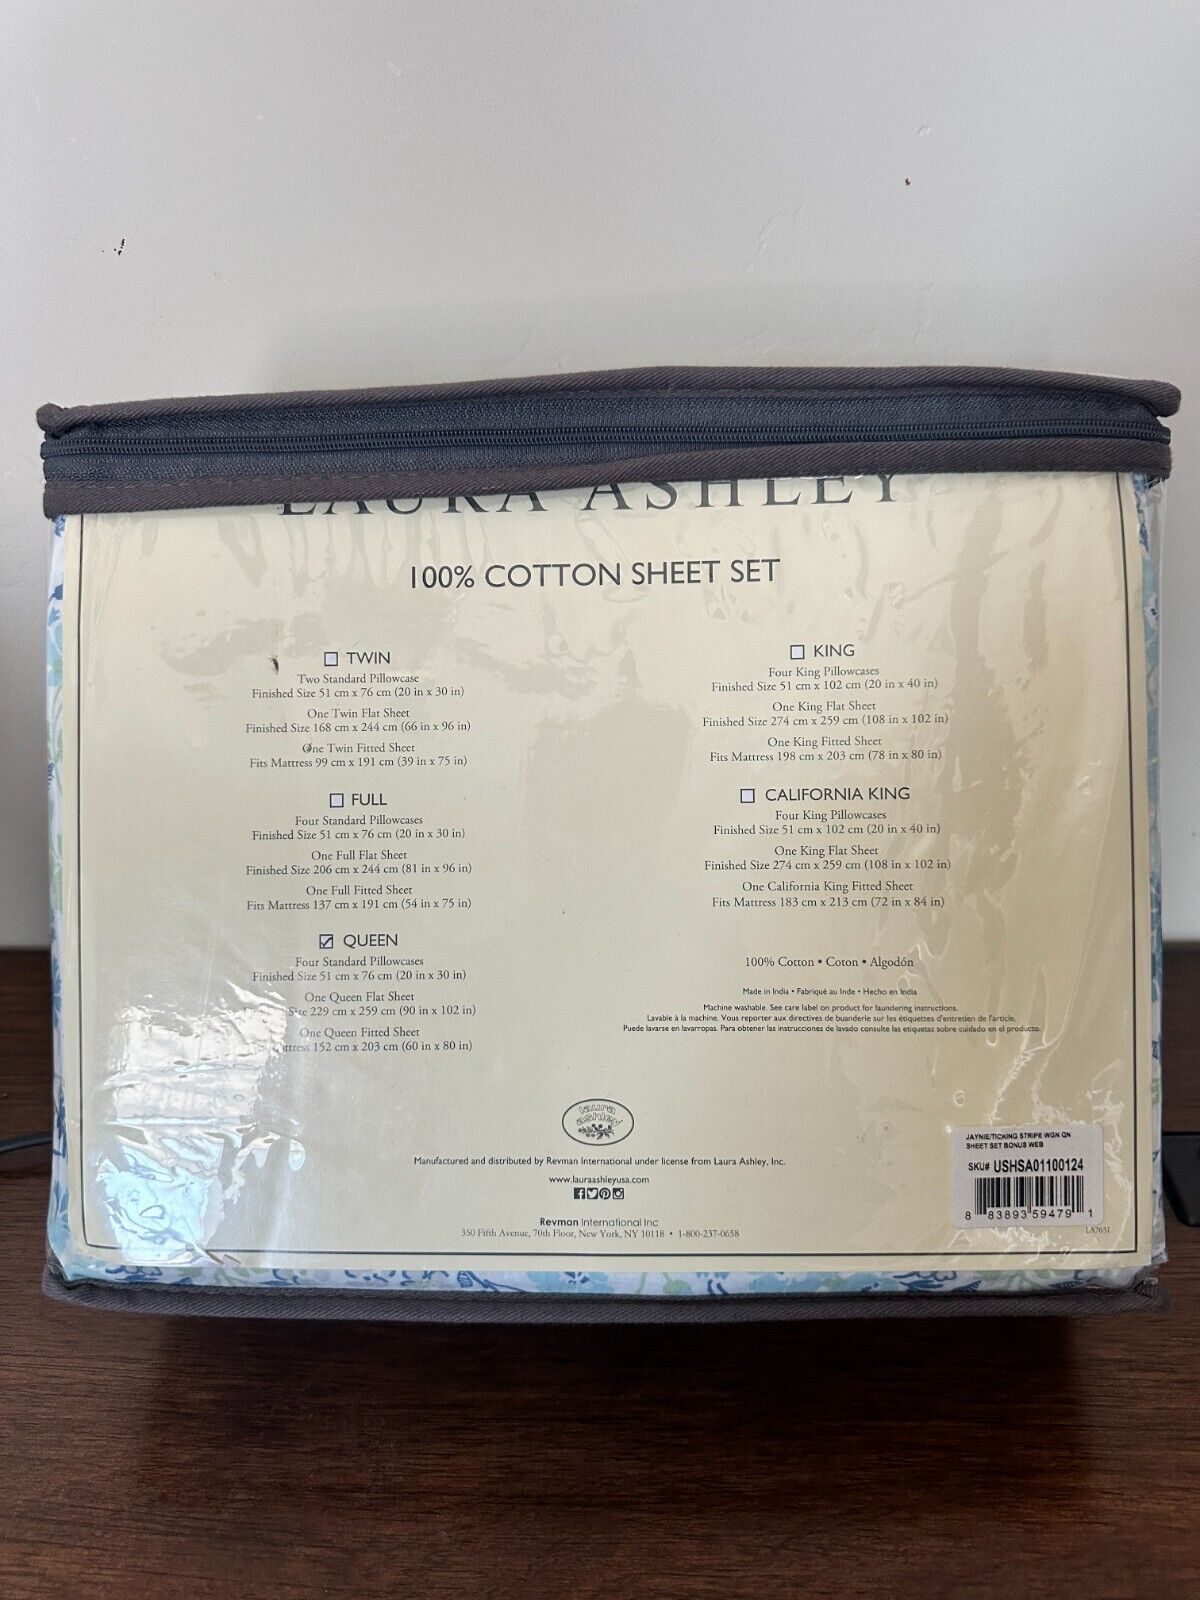 LAURA ASHLEY
100% COTTON SHEET SET
☐ TWIN
Two Standard Pillowcase
Finished Size 51 cm x 76 cm (20 in x 30 in)
One Twin Flat Sheet
Finished Size 168 cm x 244 cm (66 in x 96 in)
One Twin Fitted Sheet
Fits Mattress 99 cm x 191 cm (39 in x 75 in)
☐ FULL
Four Standard Pillowcases
Finished Size 51 cm x 76 cm (20 in x 30 in)
One Full Flat Sheet
Finished Size 206 cm x 244 cm (81 in x 96 in)
One Full Fitted Sheet
Fits Mattress 137 cm x 191 cm (54 in x 75 in)
☑ QUEEN
Four Standard Pillowcases
Finished Size 51 cm x 76 cm (20 in x 30 in)
One Queen Flat Sheet
Size 229 cm x 259 cm (90 in x 102 in)
One Queen Fitted Sheet
152 cm x 203 cm (60 in x 80 in)
☐ KING
Four King Pillowcases
Finished Size 51 cm x 102 cm (20 in x 40 in)
One King Flat Sheet
Finished Size 274 cm x 259 cm (108 in x 102 in)
One King Fitted Sheet
Fits Mattress 198 cm x 203 cm (78 in x 80 in)
☐ CALIFORNIA KING
Four King Pillowcases
Finished Size 51 cm x 102 cm (20 in x 40 in)
One King Flat Sheet
Finished Size 274 cm x 259 cm (108 in x 102 in)
One California King Fitted Sheet
Fits Mattress 183 cm x 213 cm (72 in x 84 in)
100% Cotton • Coton • Algodón
Made in India • Fabriqué au Inde • Hecho en India
Machine washable. See care label on product for laundering instructions.
Lavable à la machine. Vous reporter aux directives de buanderie sur les étiquettes d'entretien de l'article.
Puede lavarse en lavarropas. Para obtener las instrucciones de lavado consulte las etiquetas sobre cuidado en el producto.
laura
ashley
Manufactured and distributed by Revman International under license from Laura Ashley, Inc.
www.lauraashleyusa.com
Revman International Inc
350 Fifth Avenue, 70th Floor, New York, NY 10118 • 1-800-237-0658
JAYNIE/TICKING STRIPE WGN QN
SHEET SET BONUS WEB
SKU# USHSA01100124
8 83893 59479 1
LA7651